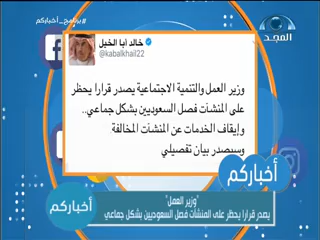 #برنامج_أخباركم
المجد
خالد أبا الخيل
@kabalkhail22
وزير العمل والتنمية الاجتماعية يصدر قرارا يحظر
على المنشآت فصل السعوديين بشكل جماعي..
وإيقاف الخدمات عن المنشآت المخالفة
وسيصدر بيان تفصيلي
أخباركم
"وزير العمل"
يصدر قرارا يحظر على المنشآت فصل السعوديين بشكل جماعي
أخباركم